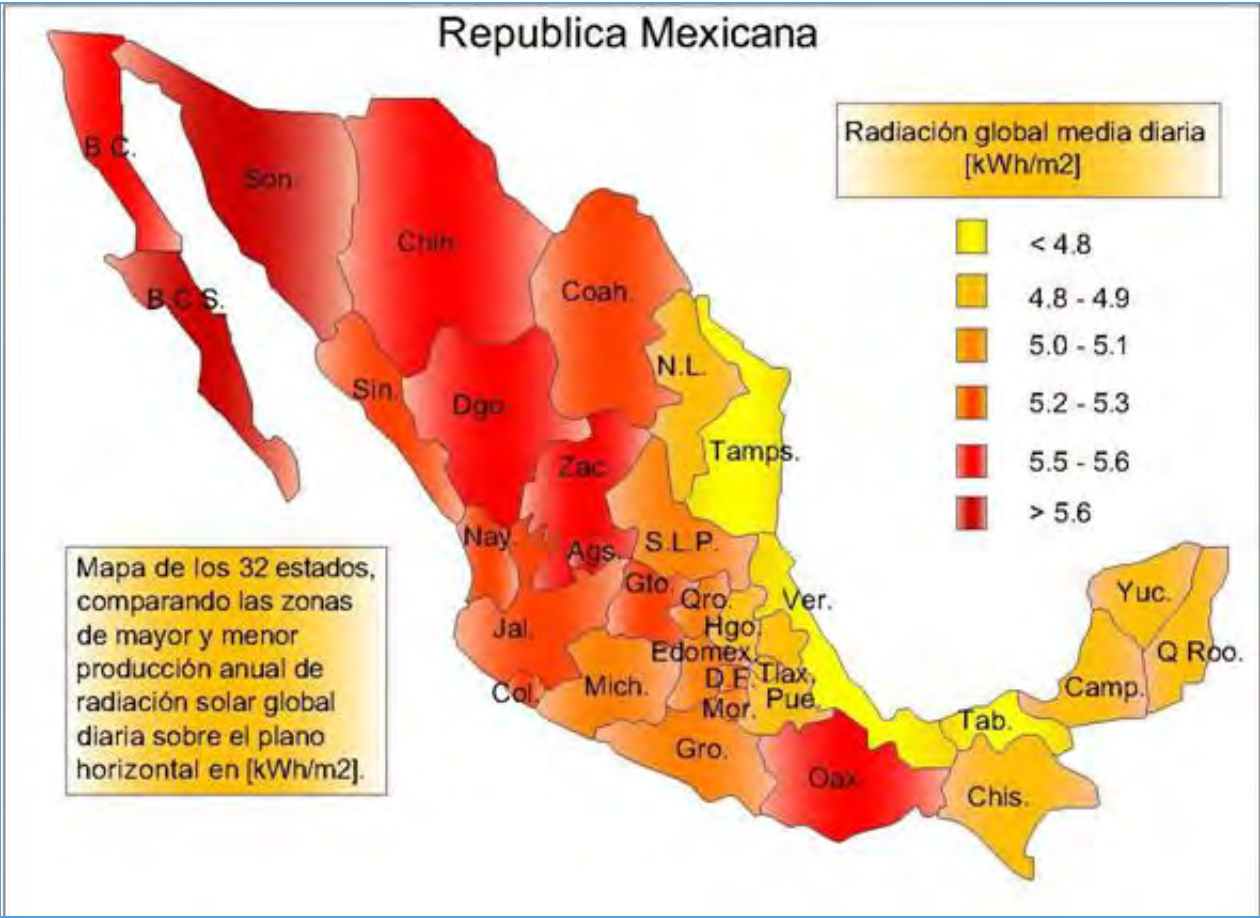 Republica Mexicana
Radiación global media diaria
[kWh/m2]
< 4.8
4.8 - 4.9
5.0 - 5.1
5.2 - 5.3
5.5 - 5.6
> 5.6
B.C.
Son.
Chih.
B.C.S.
Coah.
N.L.
Sin.
Dgo.
Tamps.
Zac.
Nay.
Ags.
S.L.P.
Gto.
Qro.
Ver.
Hgo.
Jal.
Edomex.
D.F.
Tlax.
Col.
Mich.
Mor.
Pue.
Gro.
Oax.
Tab.
Chis.
Camp.
Yuc.
Q Roo.
Mapa de los 32 estados,
comparando las zonas
de mayor y menor
producción anual de
radiación solar global
diaria sobre el plano
horizontal en [kWh/m2].